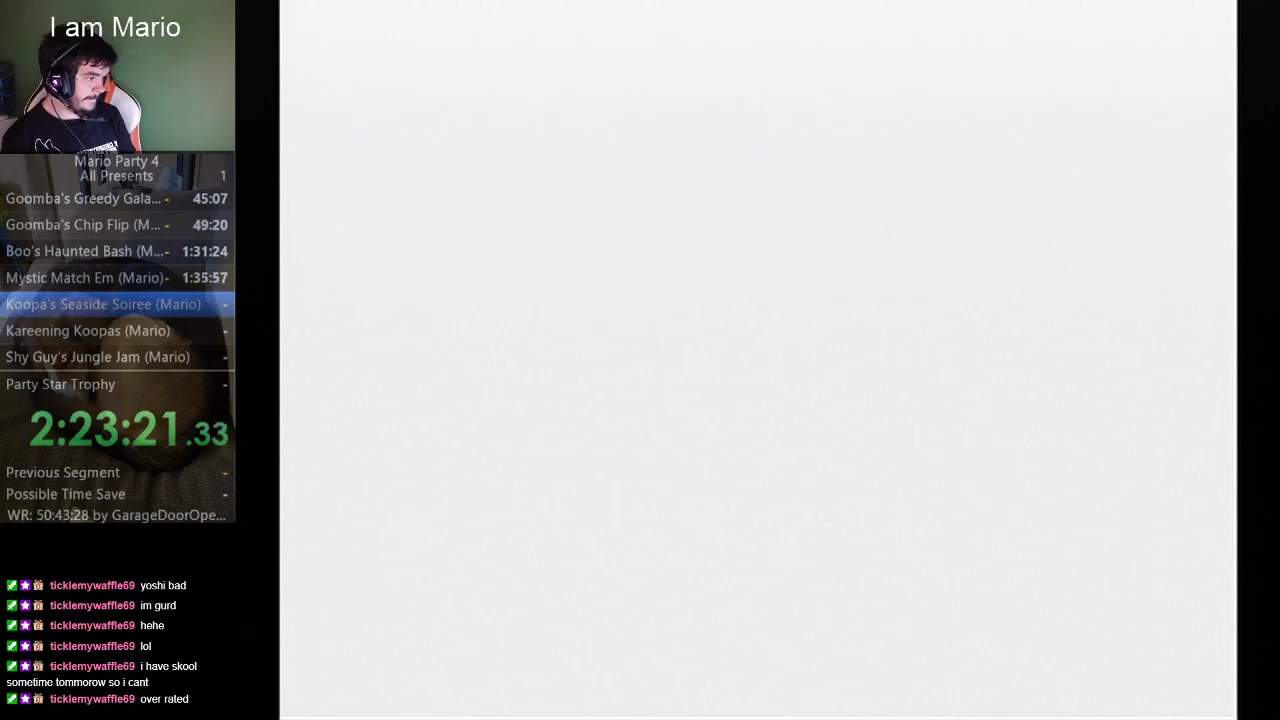 I am Mario
Mario Party 4
All Presents 1
Goomba's Greedy Gala... - 45:07
Goomba's Chip Flip (M... - 49:20
Boo's Haunted Bash (M... - 1:31:24
Mystic Match Em (Mario) - 1:35:57
Koopa's Seaside Soiree (Mario) -
Kareening Koopas (Mario) -
Shy Guy's Jungle Jam (Mario) -
Party Star Trophy -
2:23:21.33
Previous Segment -
Possible Time Save -
WR: 50:43:28 by GarageDoorOpe...
ticklemywaffle69 yoshi bad
ticklemywaffle69 im gurd
ticklemywaffle69 hehe
ticklemywaffle69 lol
ticklemywaffle69 i have skool
sometime tommorow so i cant
ticklemywaffle69 over rated